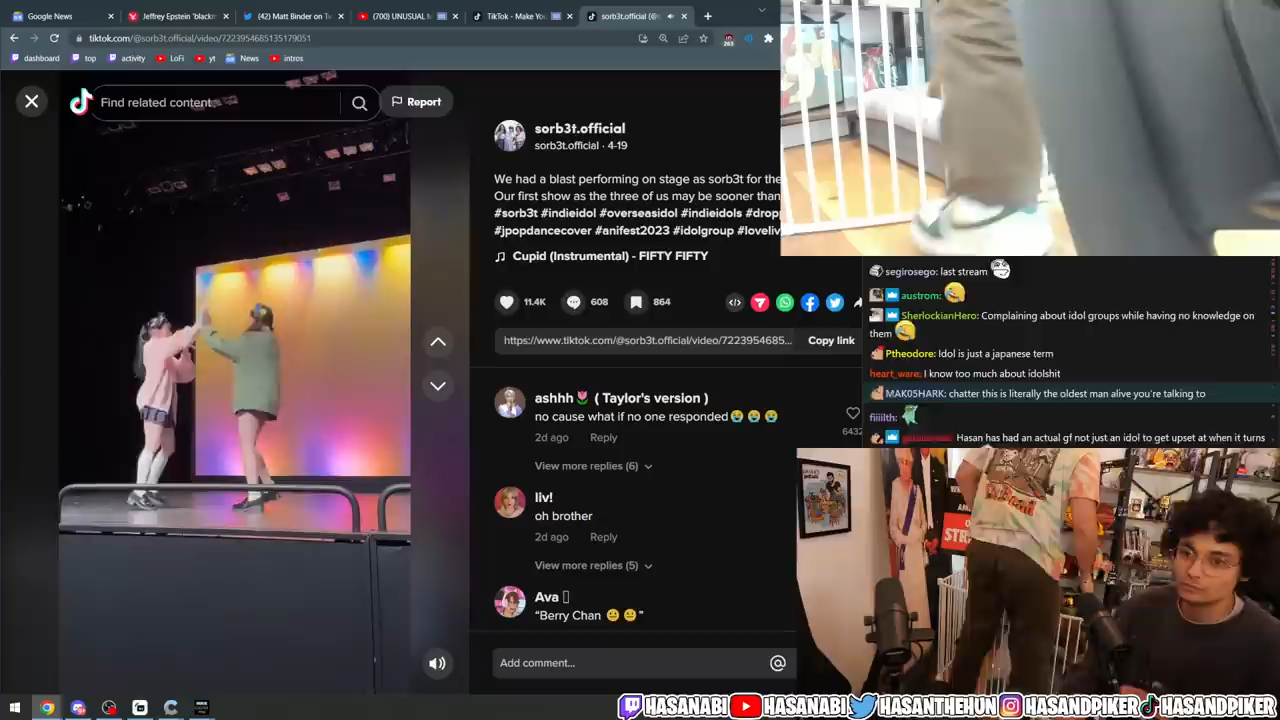 Google News
Jeffrey Epstein 'blackm
(42) Matt Binder on Tw
(700) UNUSUAL M
TikTok - Make You
sorb3t.official (@s
tiktok.com/@sorb3t.official/video/7223954685135179051
263
dashboard
top
activity
LoFi
yt
News
intros
Find related content
Report
sorb3t.official
sorb3t.official · 4-19
We had a blast performing on stage as sorb3t for the
Our first show as the three of us may be sooner than
#sorb3t #indieidol #overseasidol #indieidols #dropp
#jpopdancecover #anifest2023 #idolgroup #loveliv
Cupid (Instrumental) - FIFTY FIFTY
11.4K
608
864
https://www.tiktok.com/@sorb3t.official/video/7223954685...
Copy link
ashhh🌷 ( Taylor's version )
no cause what if no one responded😭 😭 😭
2d ago Reply
6432
View more replies (6)
liv!
oh brother
2d ago Reply
View more replies (5)
Ava
“Berry Chan 😐 😐”
Add comment...
segirosego: last stream
austrom:
SherlockianHero: Complaining about idol groups while having no knowledge on
them
Ptheodore: Idol is just a japanese term
heart_ware: I know too much about idolshit
MAK05HARK: chatter this is literally the oldest man alive you're talking to
fiiiilth:
Hasan has had an actual gf not just an idol to get upset at when it turns
HASANABI
HASANABI
HASANTHEHUN
HASANDPIKER
HASANDPIKER